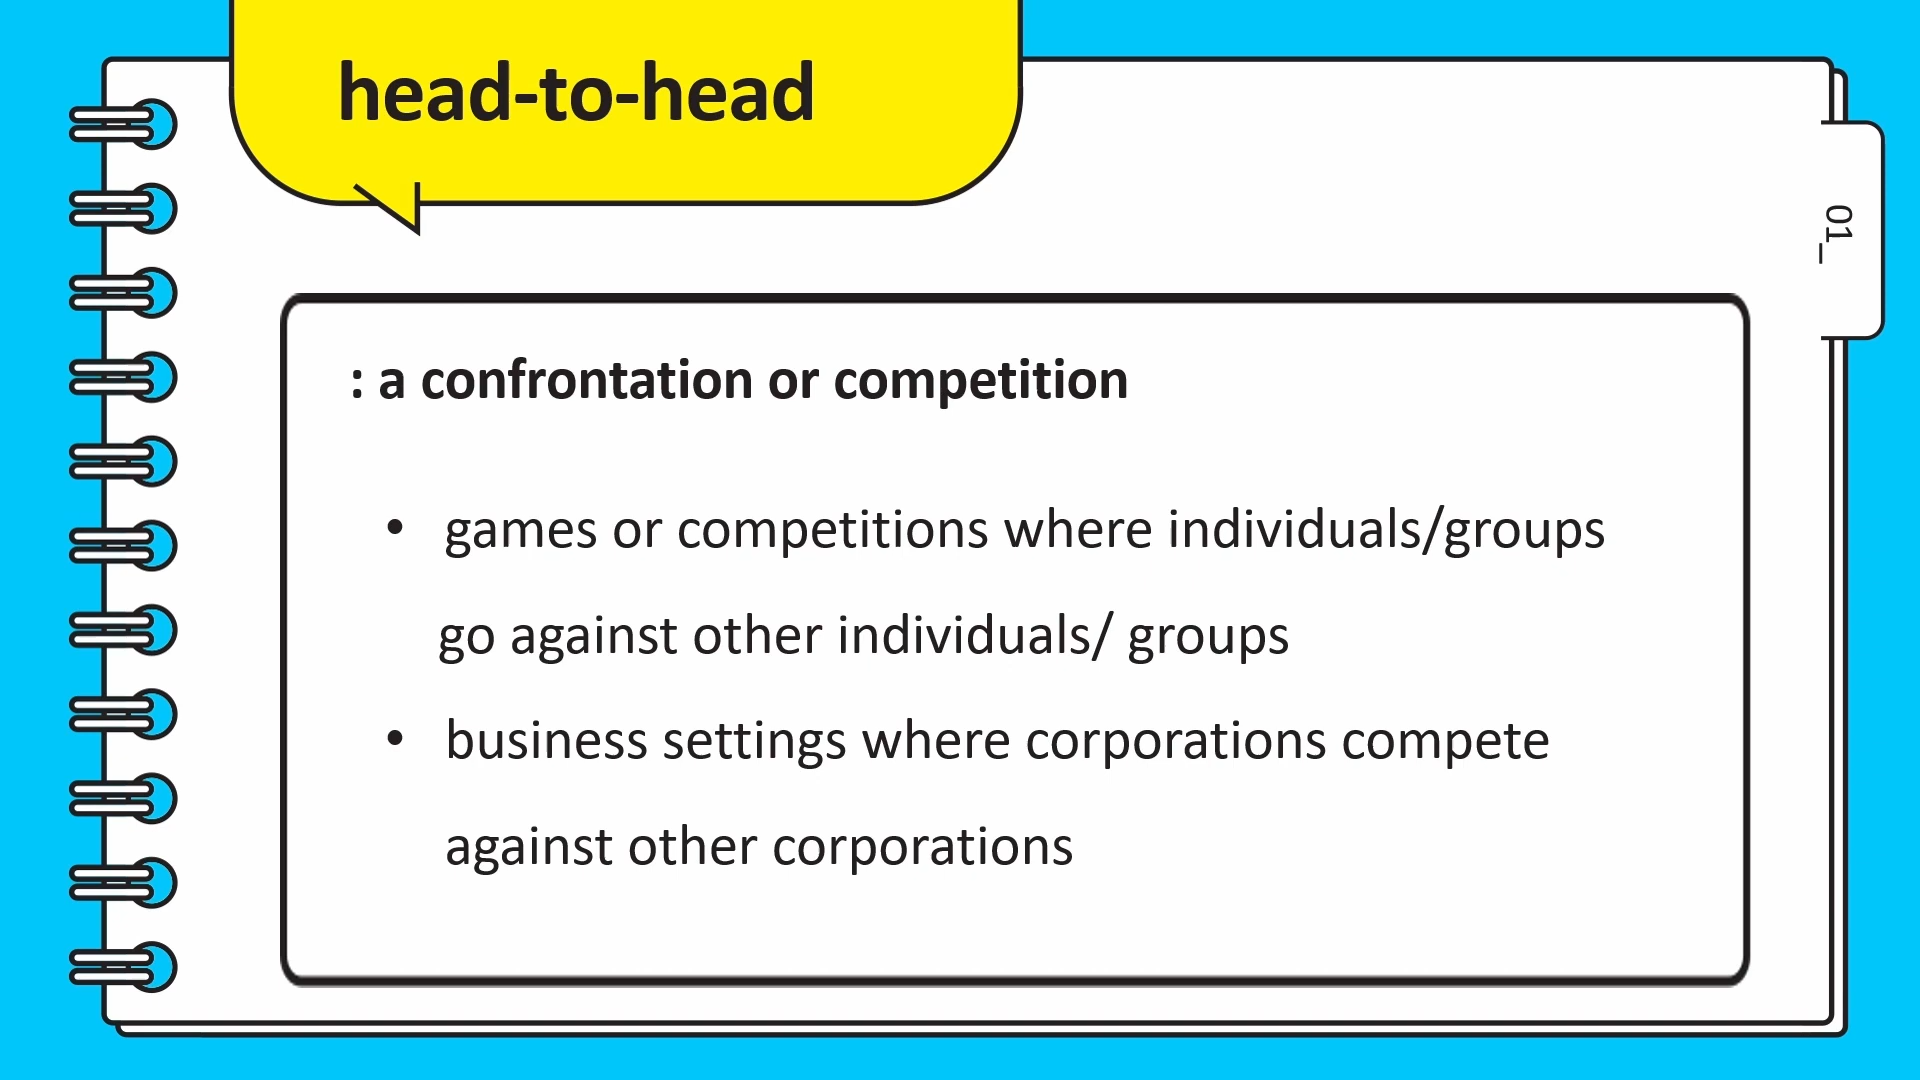 head-to-head
01_
: a confrontation or competition
• games or competitions where individuals/groups
go against other individuals/ groups
• business settings where corporations compete
against other corporations